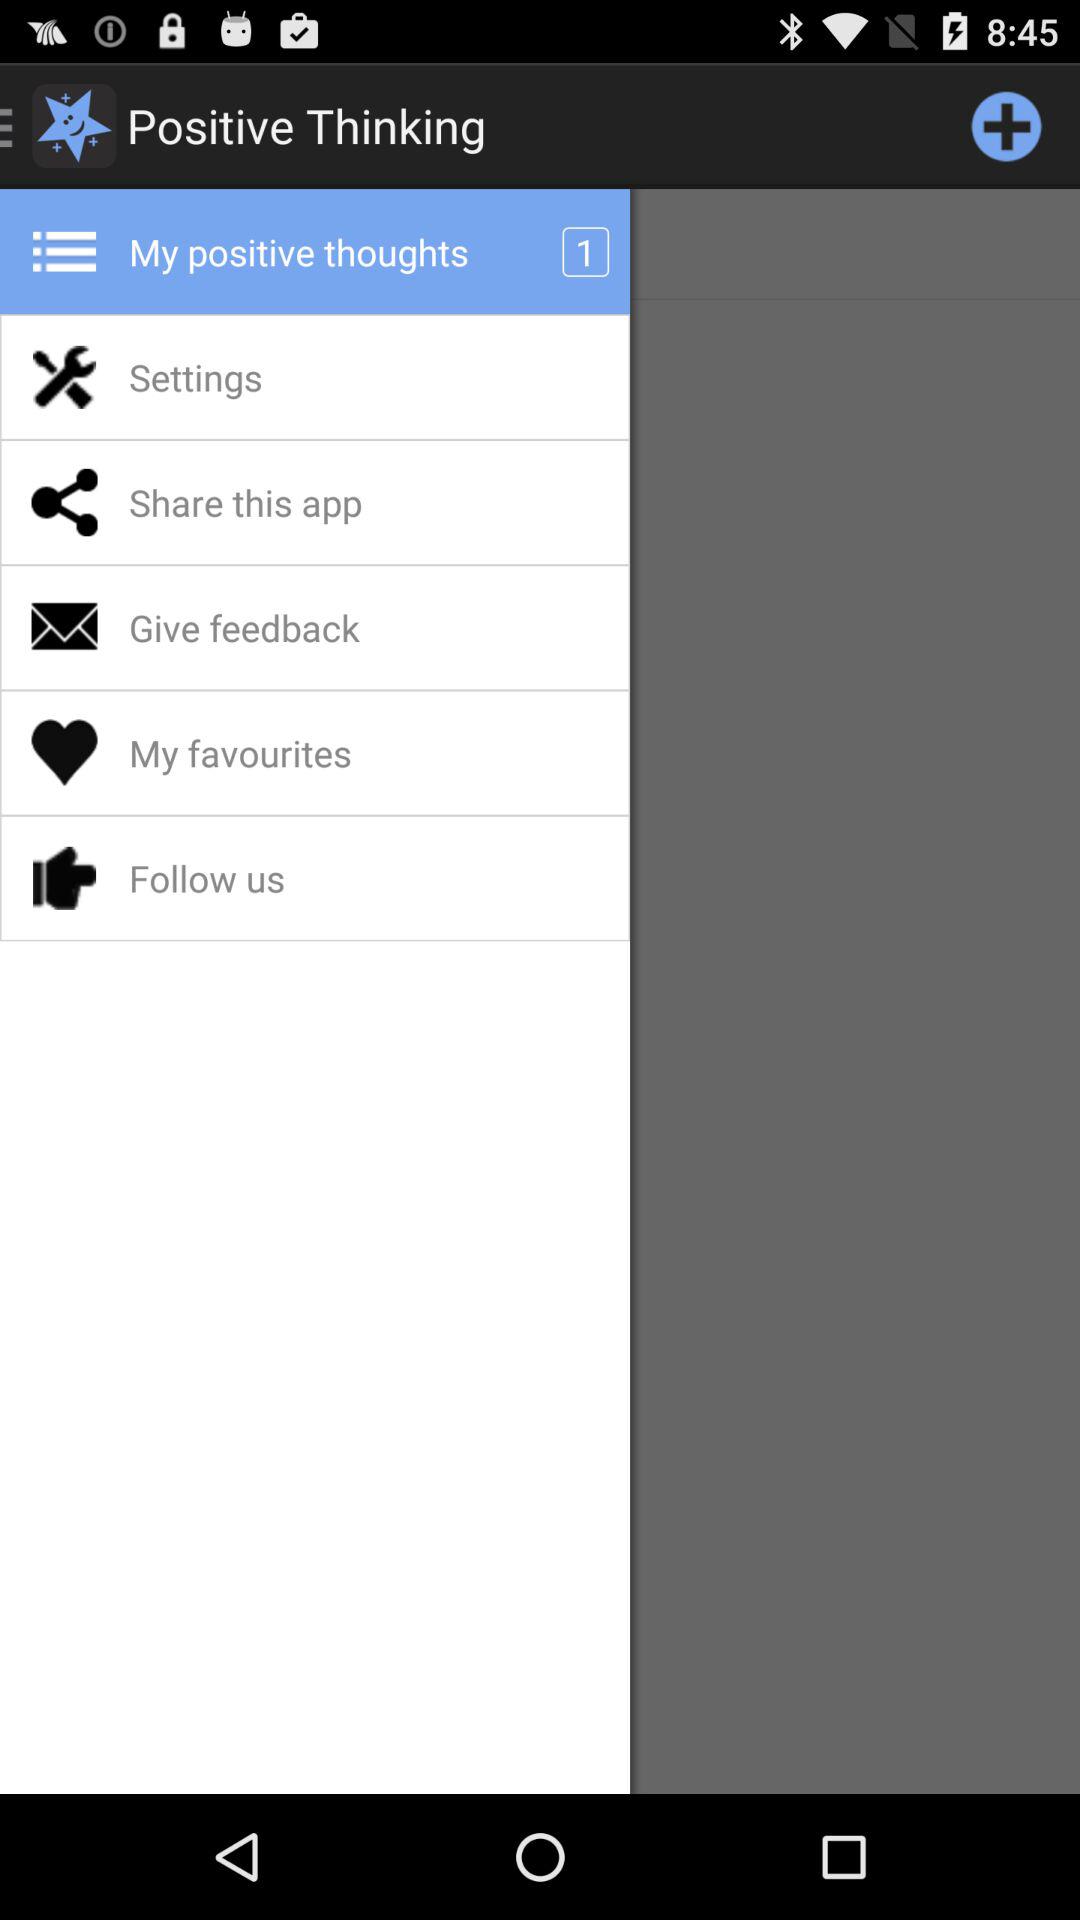 8:45
Positive Thinking
My positive thoughts 1
Settings
Share this app
Give feedback
My favourites
Follow us